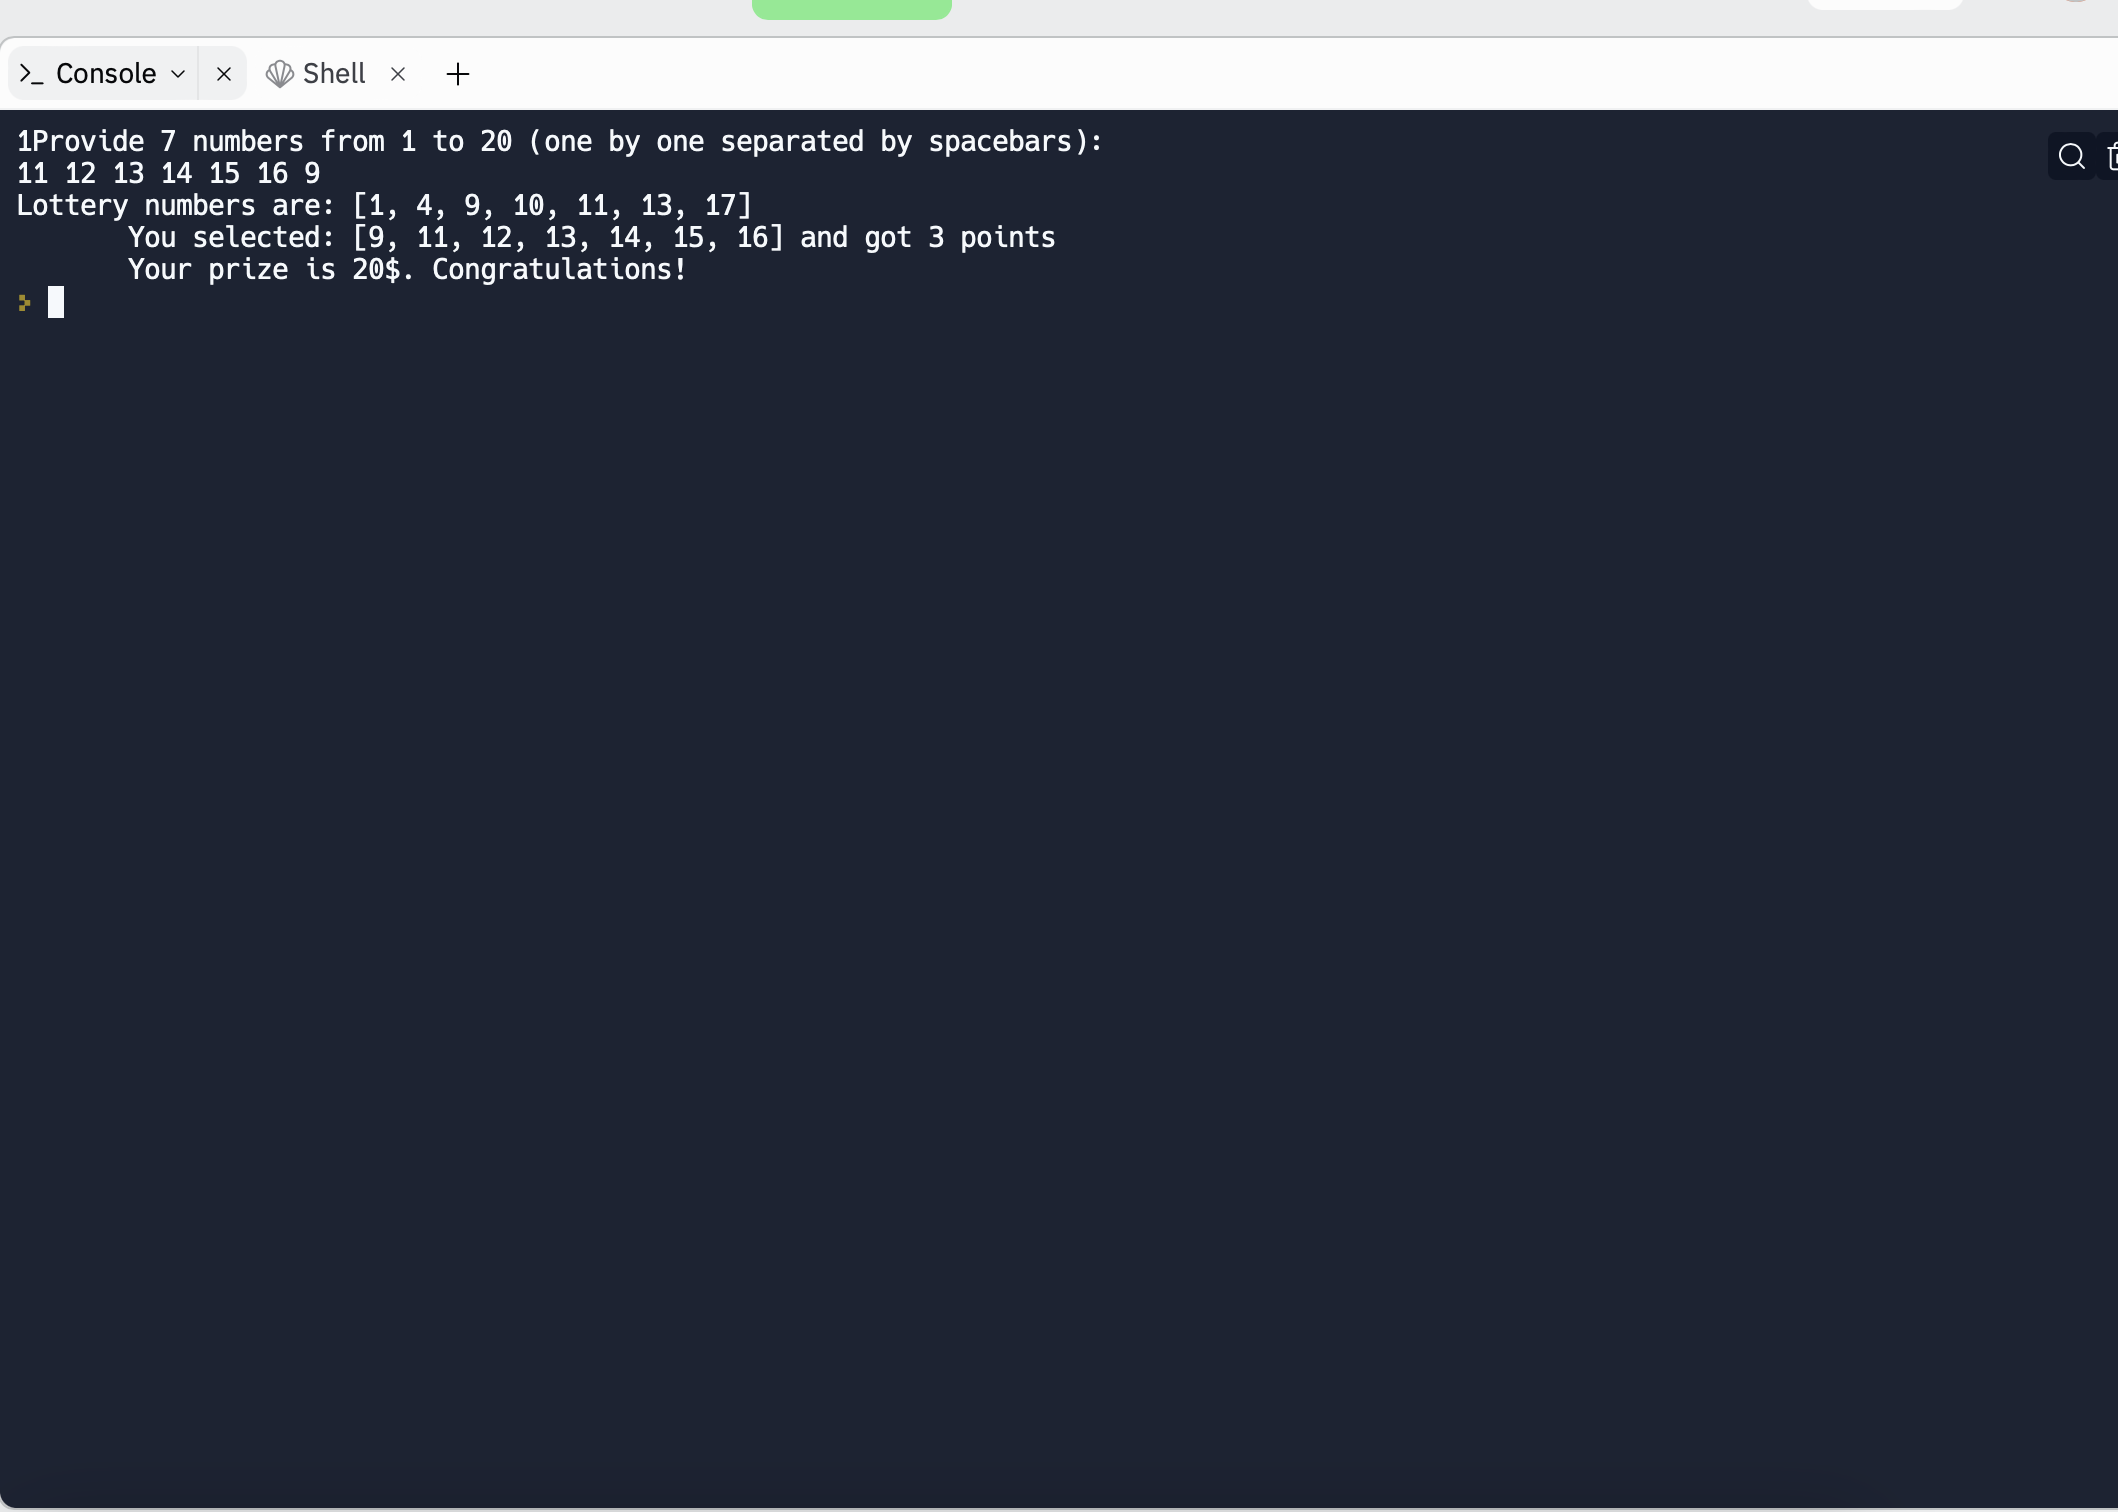 Console
Shell
1Provide 7 numbers from 1 to 20 (one by one separated by spacebars):
11 12 13 14 15 16 9
Lottery numbers are: [1, 4, 9, 10, 11, 13, 17]
You selected: [9, 11, 12, 13, 14, 15, 16] and got 3 points
Your prize is 20$. Congratulations!